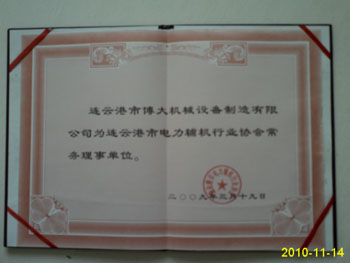 连云港市博大机械设备制造有限
公司为连云港市电力辅机行业协会常
务理事单位。
二〇〇九年三月十九日
2010-11-14